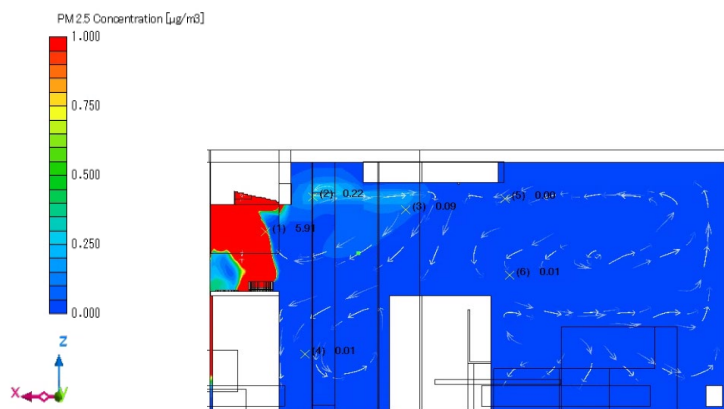 PM 2.5 Concentration [μg/m3]
1.000
0.750
0.500
0.250
0.000
(2) 0.22
(5) 0.00
(3) 0.09
(1) 5.91
(6) 0.01
(4) 0.01
Z
X
Y